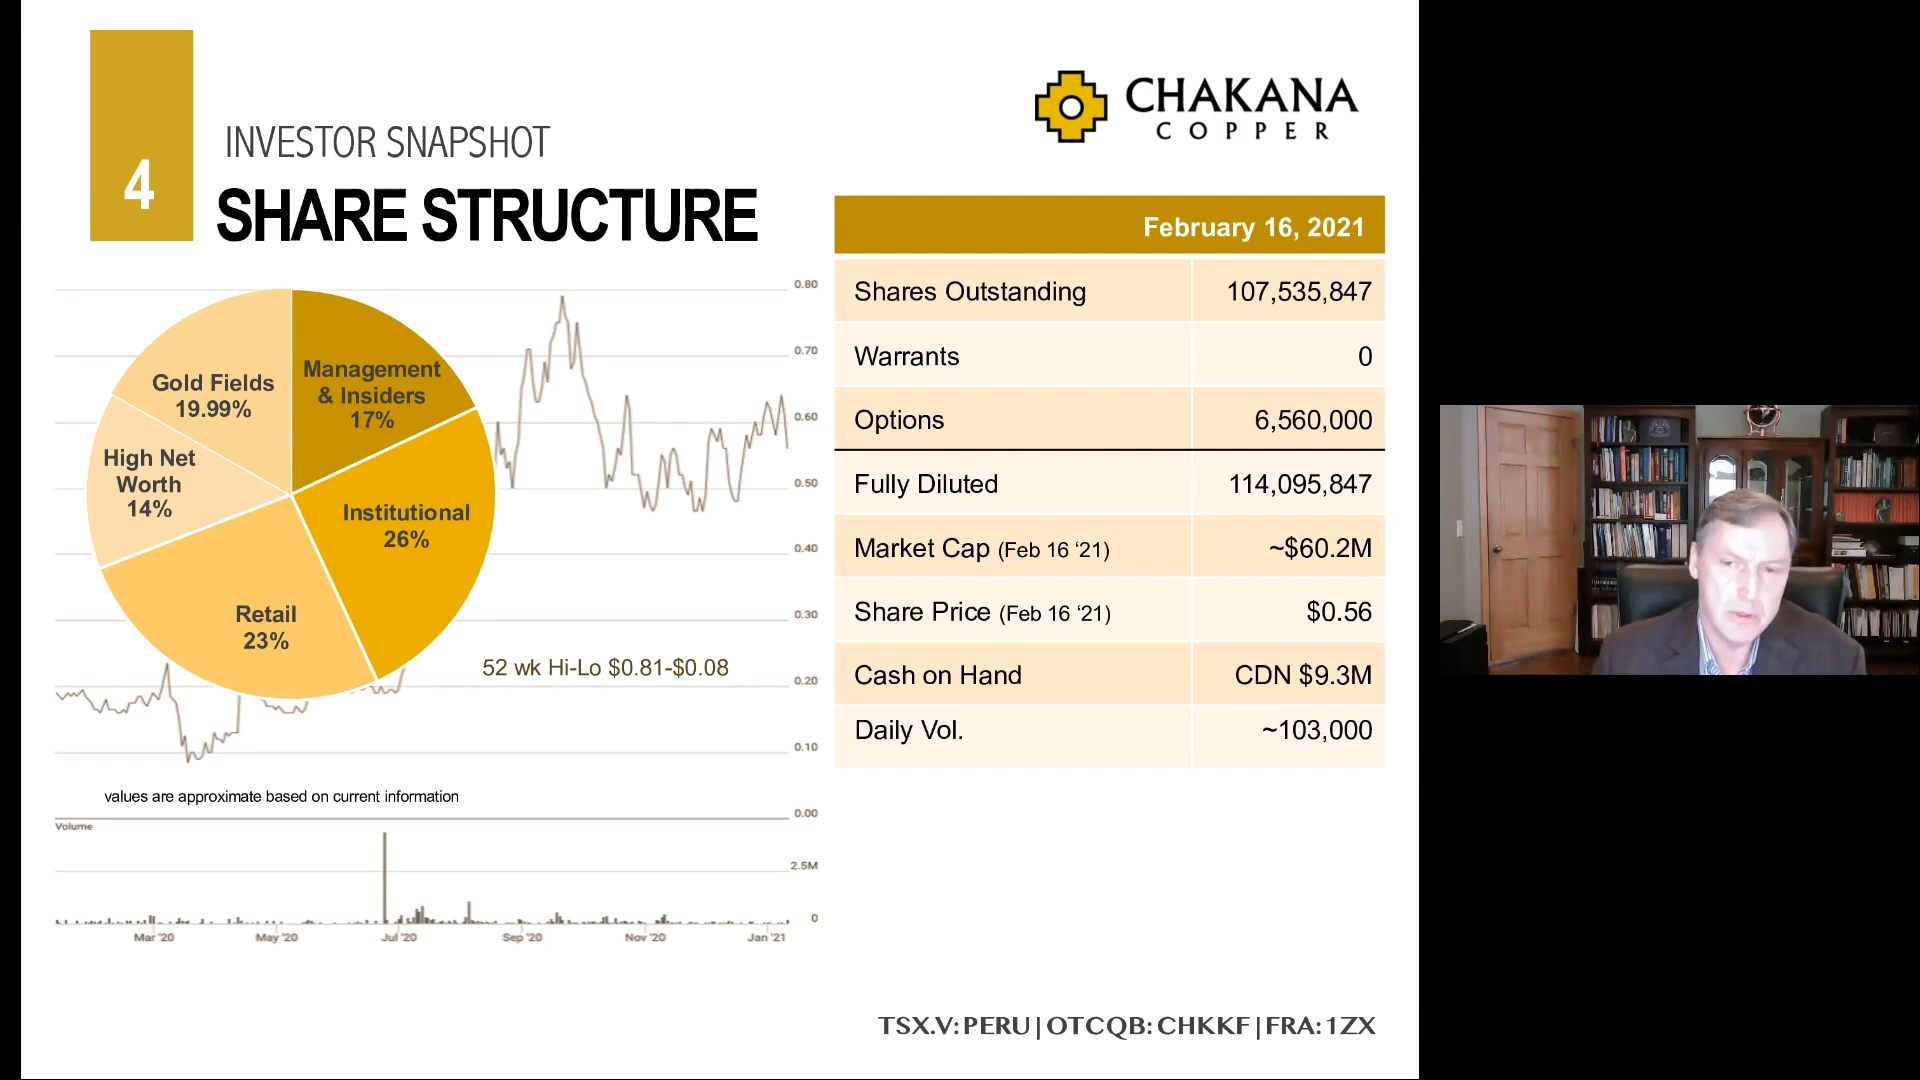 4
INVESTOR SNAPSHOT
SHARE STRUCTURE
CHAKANA
COPPER
Gold Fields
19.99%
Management
& Insiders
17%
High Net
Worth
14%
Institutional
26%
Retail
23%
52 wk Hi-Lo $0.81-$0.08
0.80
0.70
0.60
0.50
0.40
0.30
0.20
0.10
0.00
values are approximate based on current information
Volume
2.5M
0
Mar '20 May '20 Jul '20 Sep '20 Nov '20 Jan '21
February 16, 2021
Shares Outstanding 107,535,847
Warrants 0
Options 6,560,000
Fully Diluted 114,095,847
Market Cap (Feb 16 ‘21) ~$60.2M
Share Price (Feb 16 ‘21) $0.56
Cash on Hand CDN $9.3M
Daily Vol. ~103,000
TSX.V: PERU | OTCQB: CHKKF | FRA: 1ZX